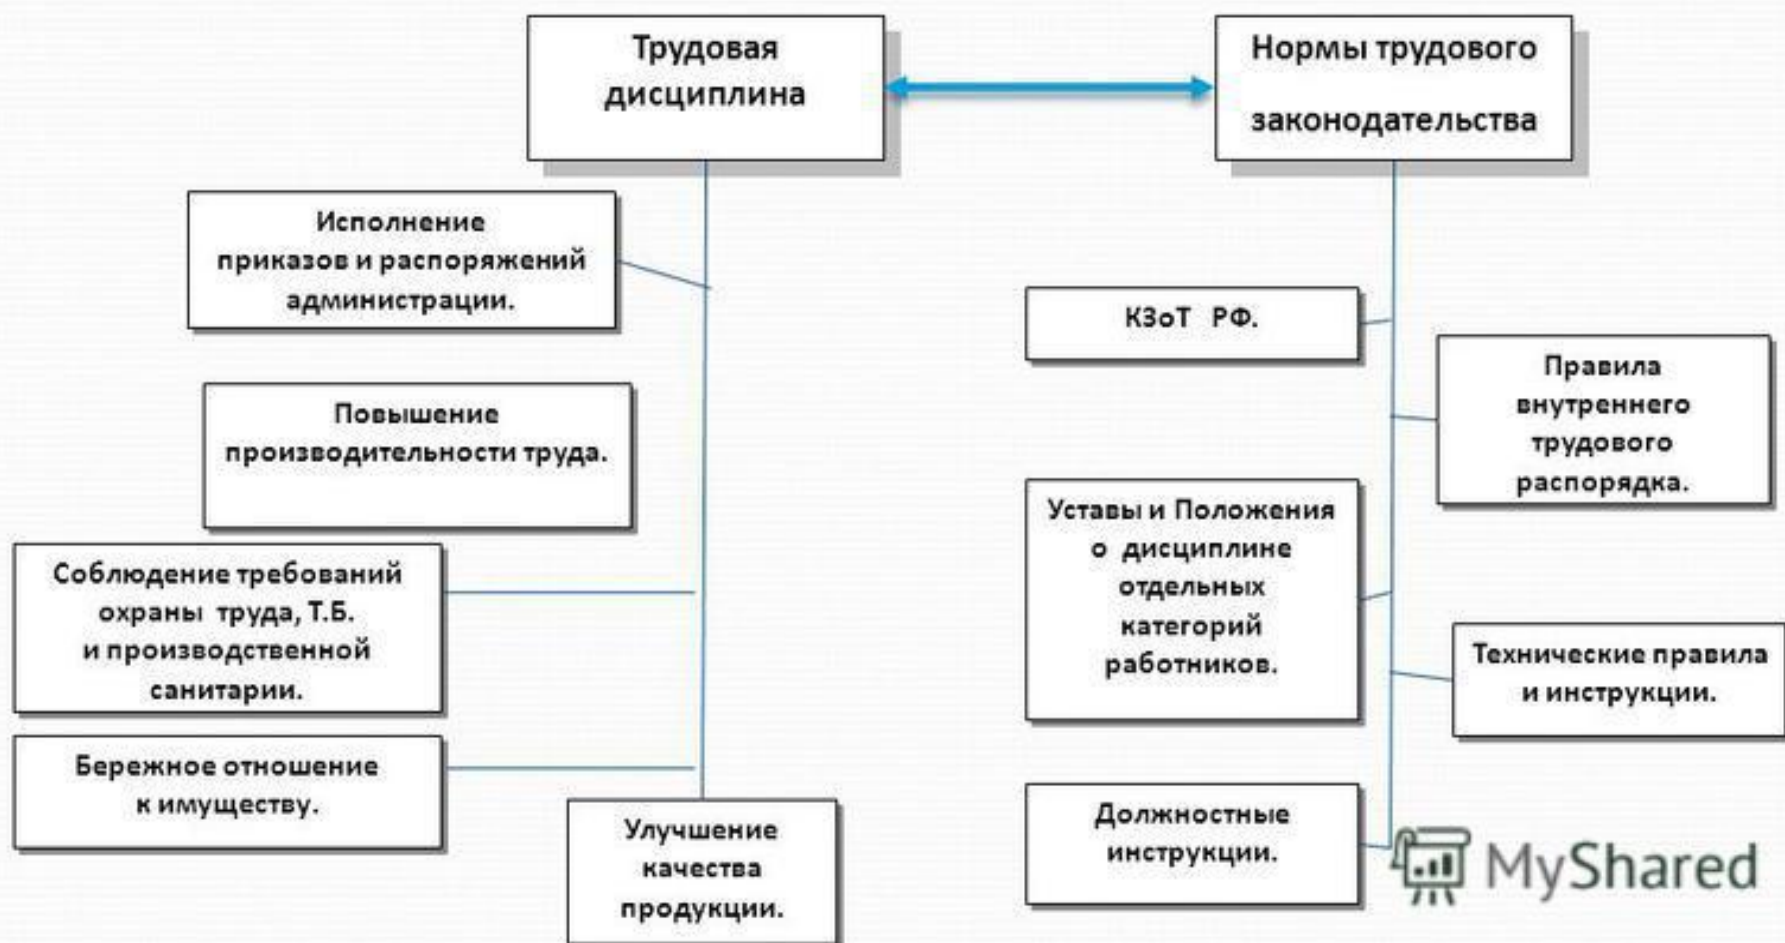 Трудовая
дисциплина
Нормы трудового
законодательства
Исполнение
приказов и распоряжений
администрации.
Повышение
производительности труда.
Соблюдение требований
охраны труда, Т.Б.
и производственной
санитарии.
Бережное отношение
к имуществу.
Улучшение
качества
продукции.
КЗоТ РФ.
Правила
внутреннего
трудового
распорядка.
Уставы и Положения
о дисциплине
отдельных
категорий
работников.
Технические правила
и инструкции.
Должностные
инструкции.
MyShared